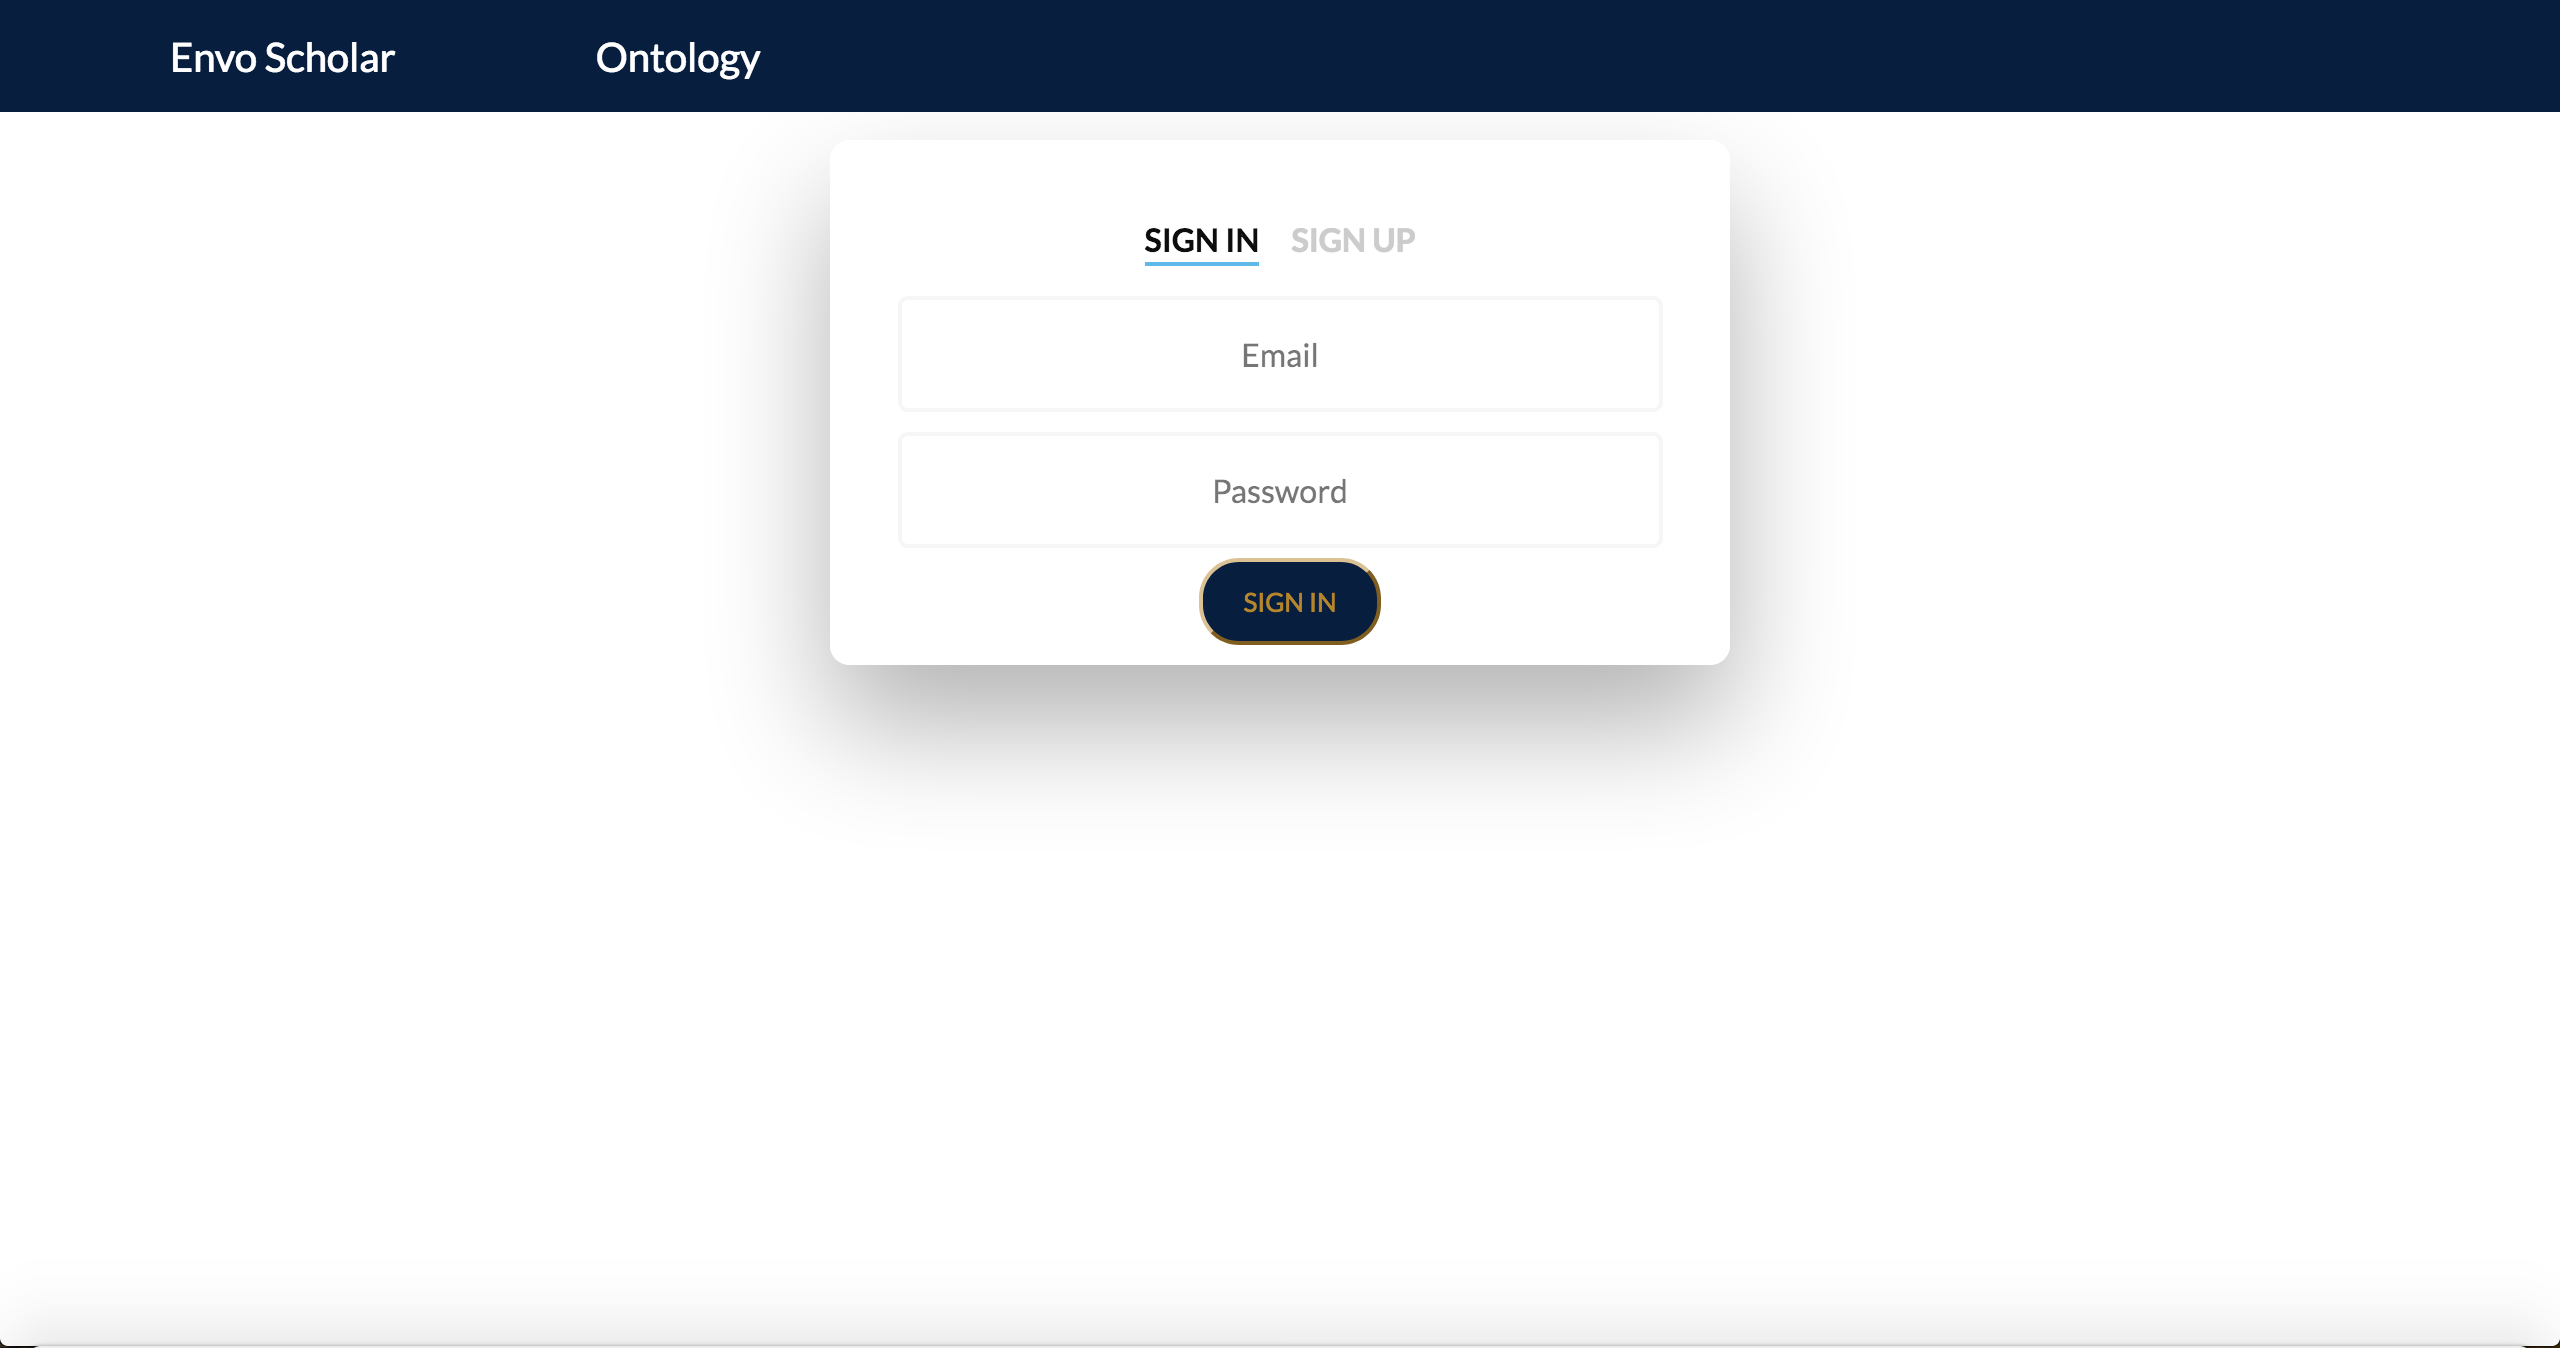 Envo Scholar Ontology
SIGN IN SIGN UP
Email
Password
SIGN IN